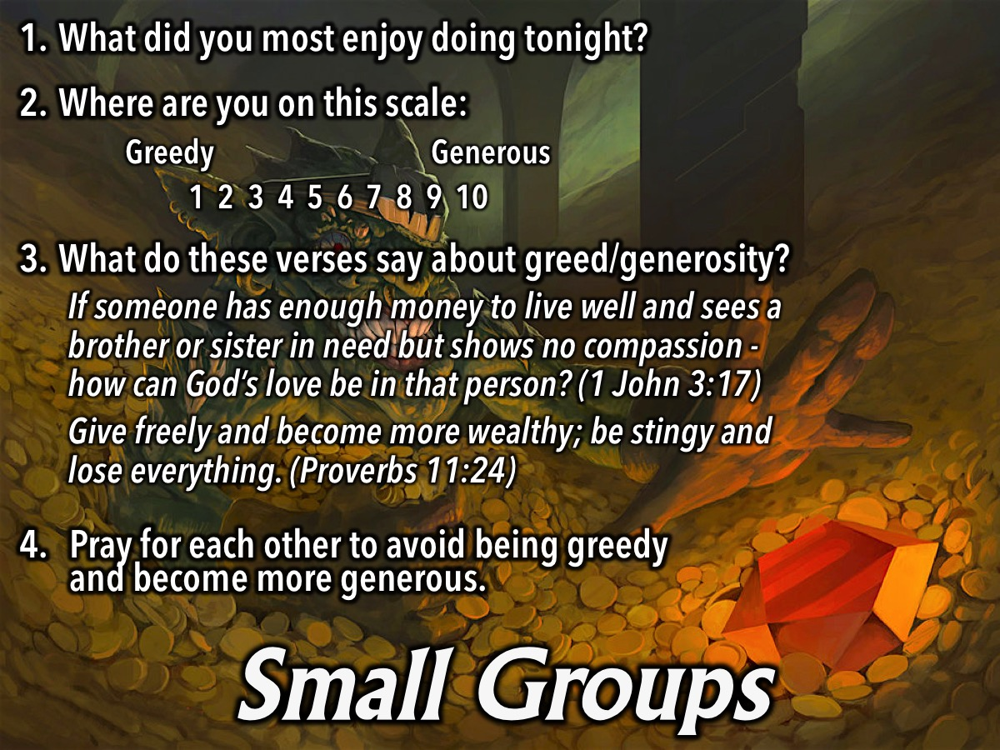 1. What did you most enjoy doing tonight?
2. Where are you on this scale:
Greedy Generous
1 2 3 4 5 6 7 8 9 10
3. What do these verses say about greed/generosity?
If someone has enough money to live well and sees a
brother or sister in need but shows no compassion -
how can God’s love be in that person? (1 John 3:17)
Give freely and become more wealthy; be stingy and
lose everything. (Proverbs 11:24)
4. Pray for each other to avoid being greedy
and become more generous.
Small Groups